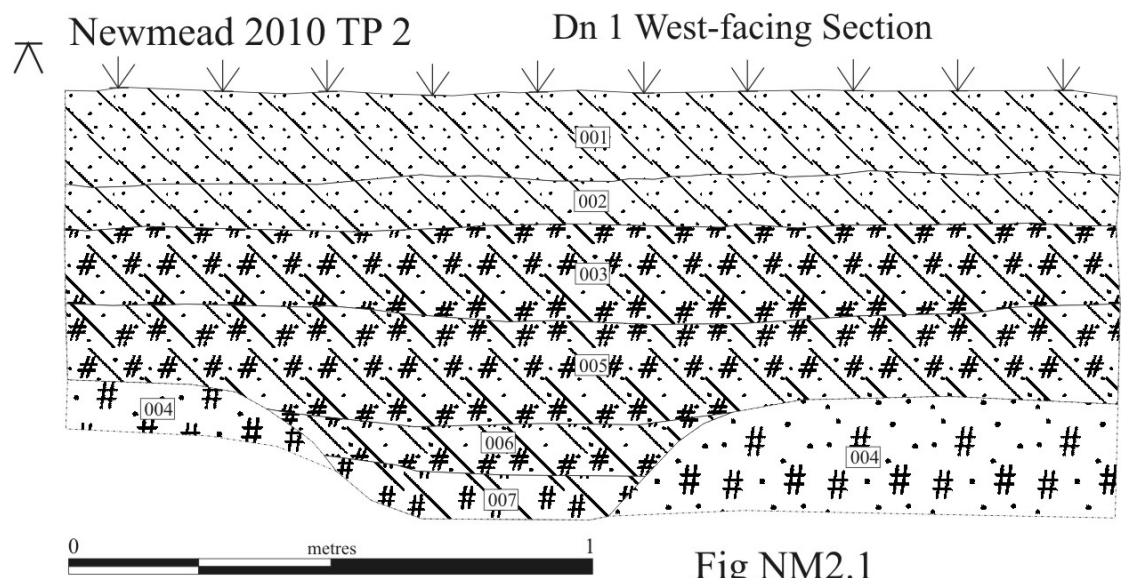 Newmead 2010 TP 2
Dn 1 West-facing Section
001
002
003
005
004
006
004
007
0 metres 1
Fig NM2.1